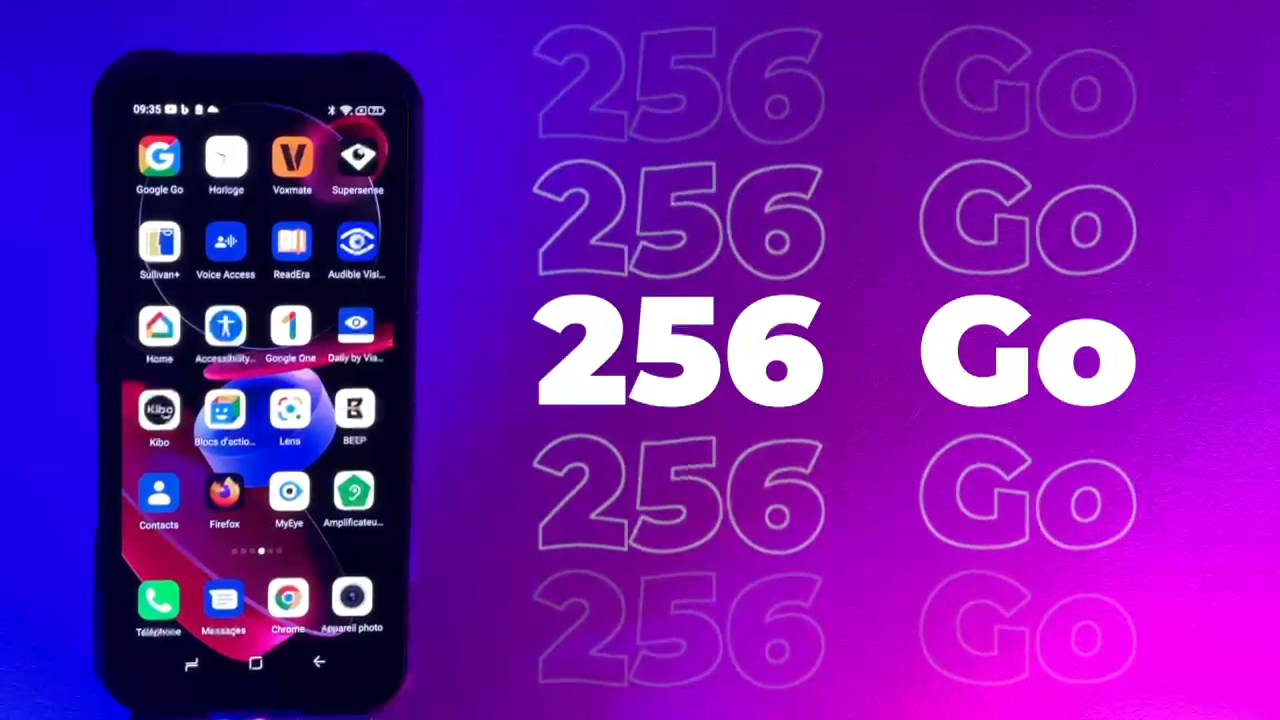 09:35
Google Go Horloge Voxmate Supersense
Sullivan+ Voice Access ReadEra Audible Visi...
Home Accessibility... Google One Daily by Via...
Kibo
Kibo Blocs d'actio... Lens BEEP
Contacts Firefox MyEye Amplificateu...
Téléphone Messages Chrome Appareil photo
256 Go
256 Go
256 Go
256 Go
256 Go